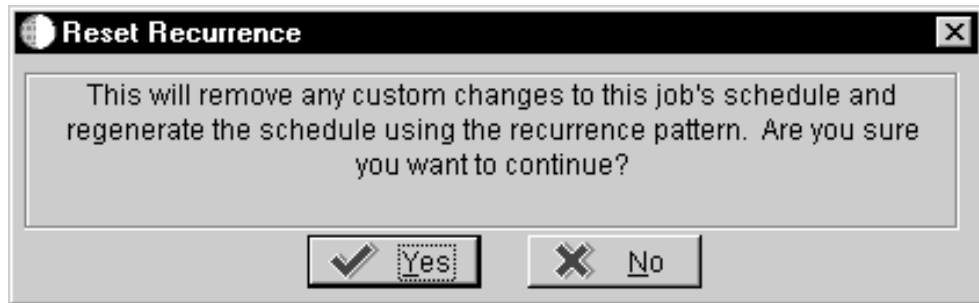 Reset Recurrence
This will remove any custom changes to this job's schedule and
regenerate the schedule using the recurrence pattern.  Are you sure
you want to continue?
Yes
No